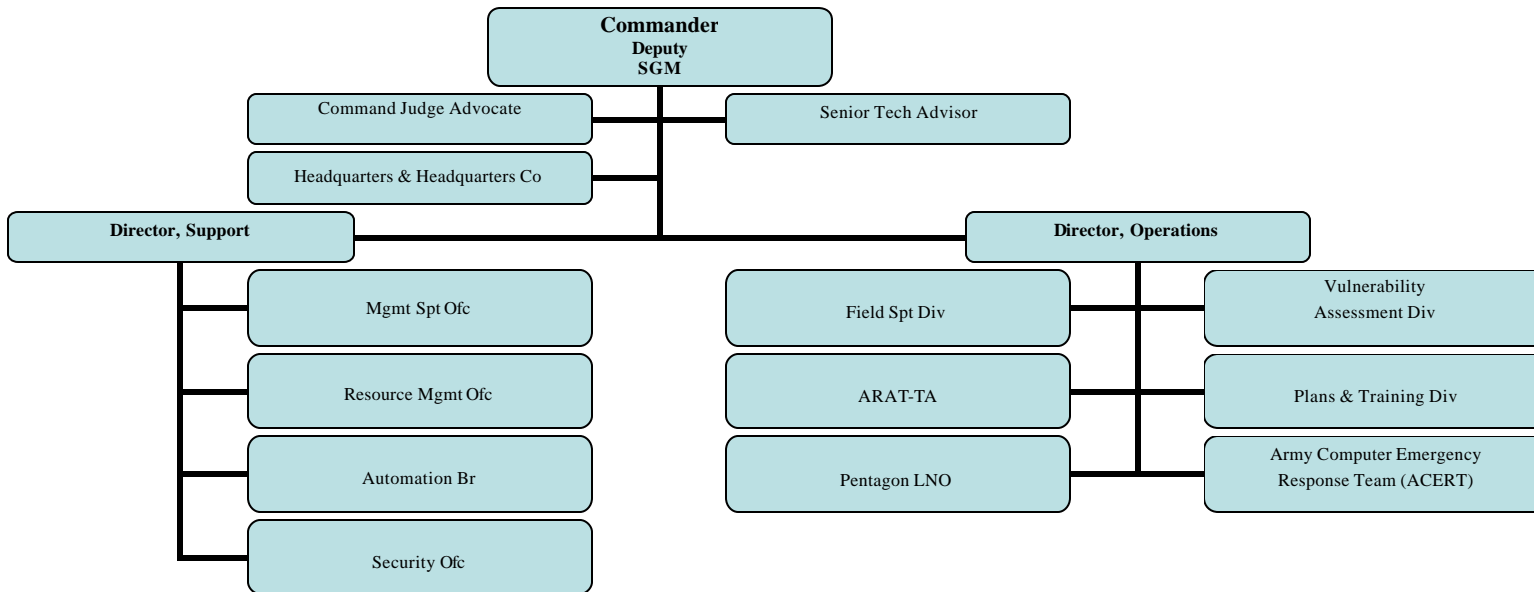 Commander
Deputy
SGM
Command Judge Advocate
Senior Tech Advisor
Headquarters & Headquarters Co
Director, Support
Director, Operations
Mgmt Spt Ofc
Field Spt Div
Vulnerability
Assessment Div
Resource Mgmt Ofc
ARAT-TA
Plans & Training Div
Automation Br
Pentagon LNO
Army Computer Emergency
Response Team (ACERT)
Security Ofc